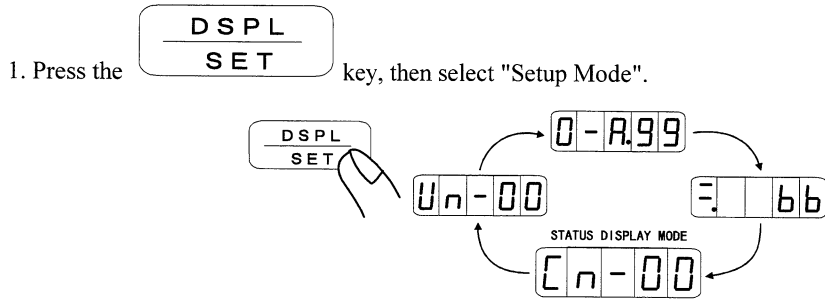 DSPL
SET
1. Press the key, then select "Setup Mode".
DSPL
SET
0-A.99
Un-00
bb
STATUS DISPLAY MODE
Cn-00